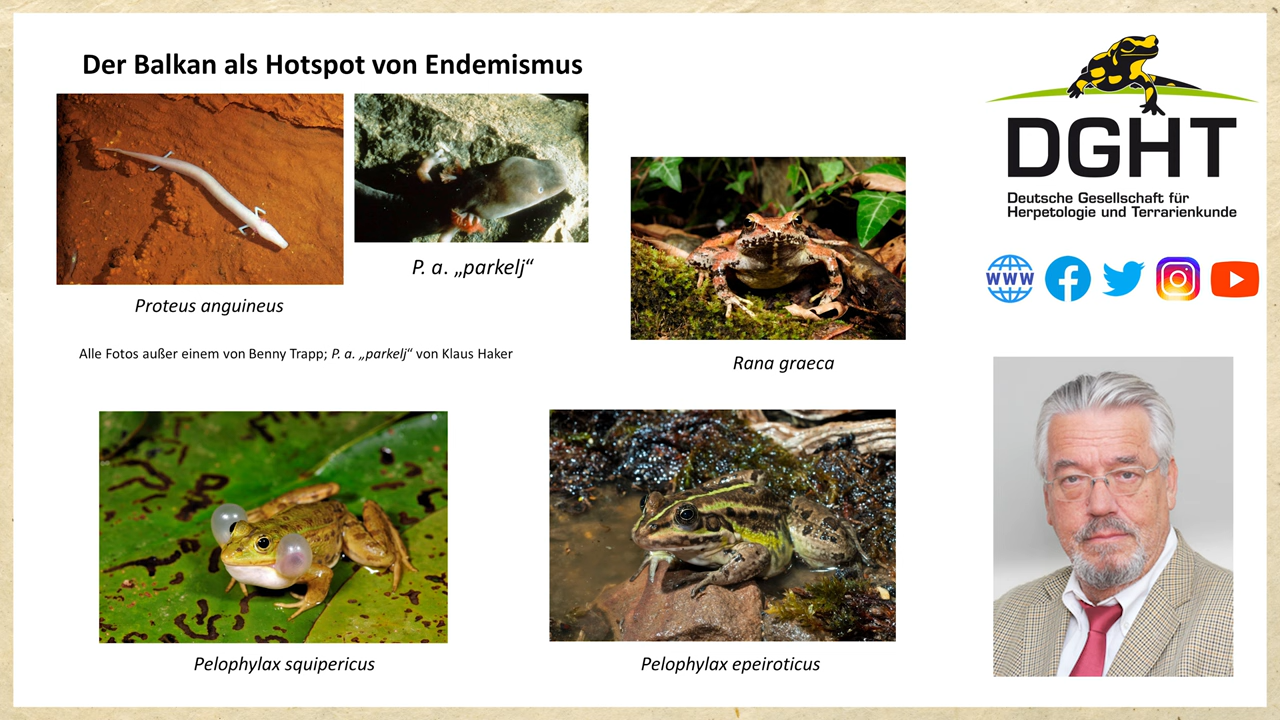 Der Balkan als Hotspot von Endemismus
P. a. „parkelj“
Proteus anguineus
Alle Fotos außer einem von Benny Trapp; P. a. „parkelj“ von Klaus Haker
Rana graeca
Pelophylax squipericus
Pelophylax epeiroticus
DGHT
Deutsche Gesellschaft für
Herpetologie und Terrarienkunde
WWW